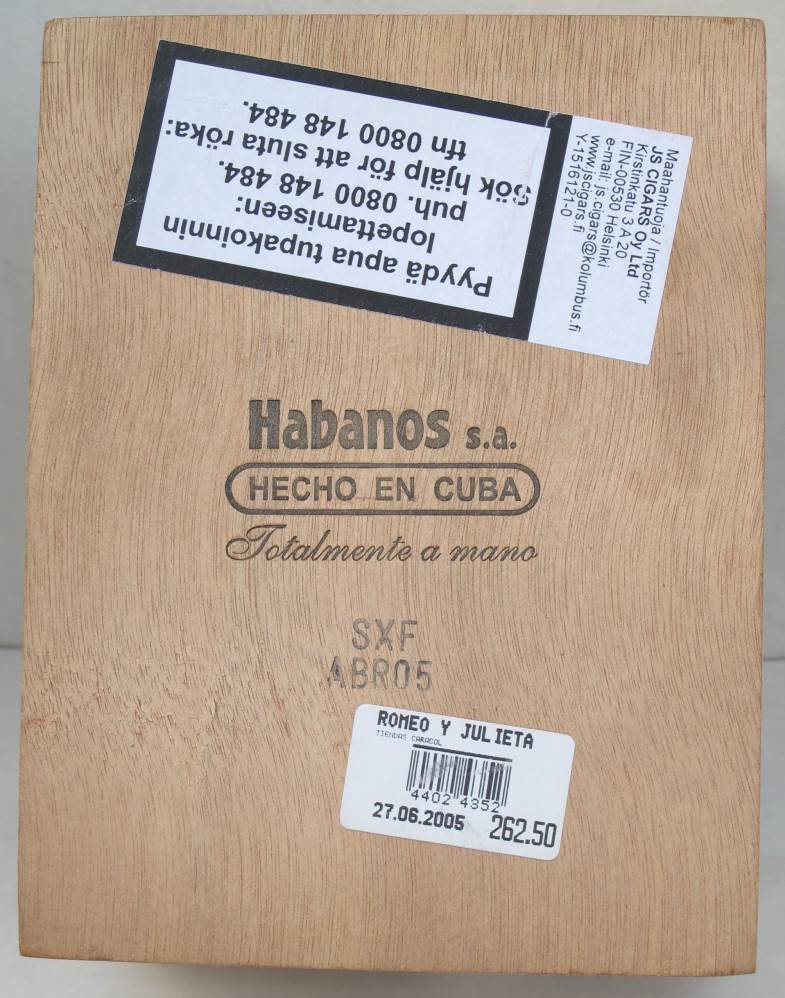 Pyydä apua tupakoinnin
lopettamiseen:
puh. 0800 148 484.
Sök hjälp för att sluta röka:
tfn 0800 148 484.
Maahantuoja / Importör
JS CIGARS Oy Ltd
Kirstinkatu 3 A 20
FIN-00530 Helsinki
e-mail: js.cigars@kolumbus.fi
www.jscigars.fi
Y-1516121-0
Habanos s.a.
HECHO EN CUBA
Totalmente a mano
SXF
ABR05
ROMEO Y JULIETA
TIENDAS CARACOL
4402 4352
27.06.2005 262.50